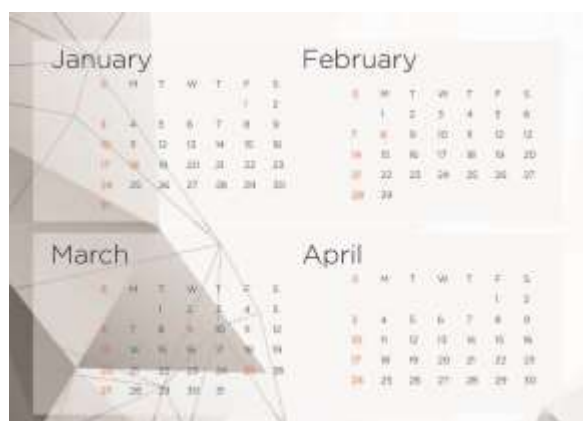 January
S M T W T F S
1 2
3 4 5 6 7 8 9
10 11 12 13 14 15 16
17 18 19 20 21 22 23
24 25 26 27 28 29 30
31
February
S M T W T F S
1 2 3 4 5 6
7 8 9 10 11 12 13
14 15 16 17 18 19 20
21 22 23 24 25 26 27
28 29
March
S M T W T F S
1 2 3 4 5
6 7 8 9 10 11 12
13 14 15 16 17 18 19
20 21 22 23 24 25 26
27 28 29 30 31
April
S M T W T F S
1 2
3 4 5 6 7 8 9
10 11 12 13 14 15 16
17 18 19 20 21 22 23
24 25 26 27 28 29 30